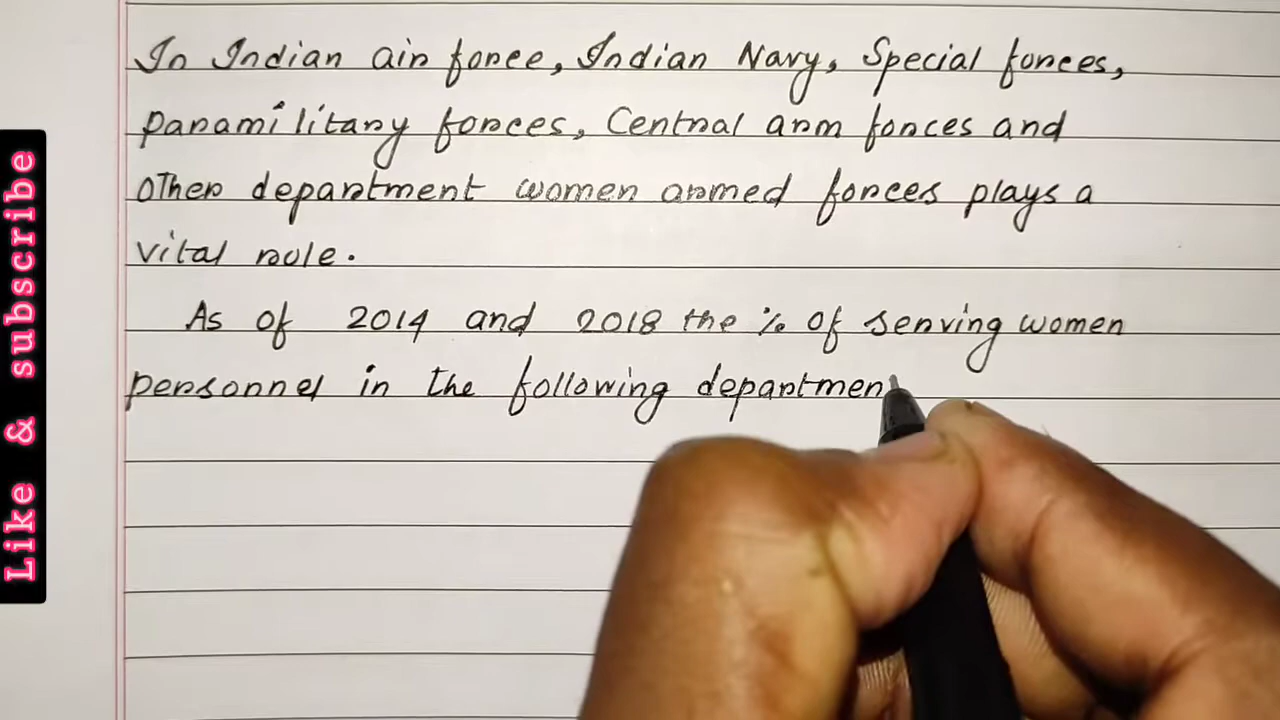 In Indian air force, Indian Navy, Special forces,
paramilitary forces, Central arm forces and
other department women armed forces plays a
vital role.
As of 2014 and 2018 the % of serving women
personnel in the following departmen
Like & subscribe